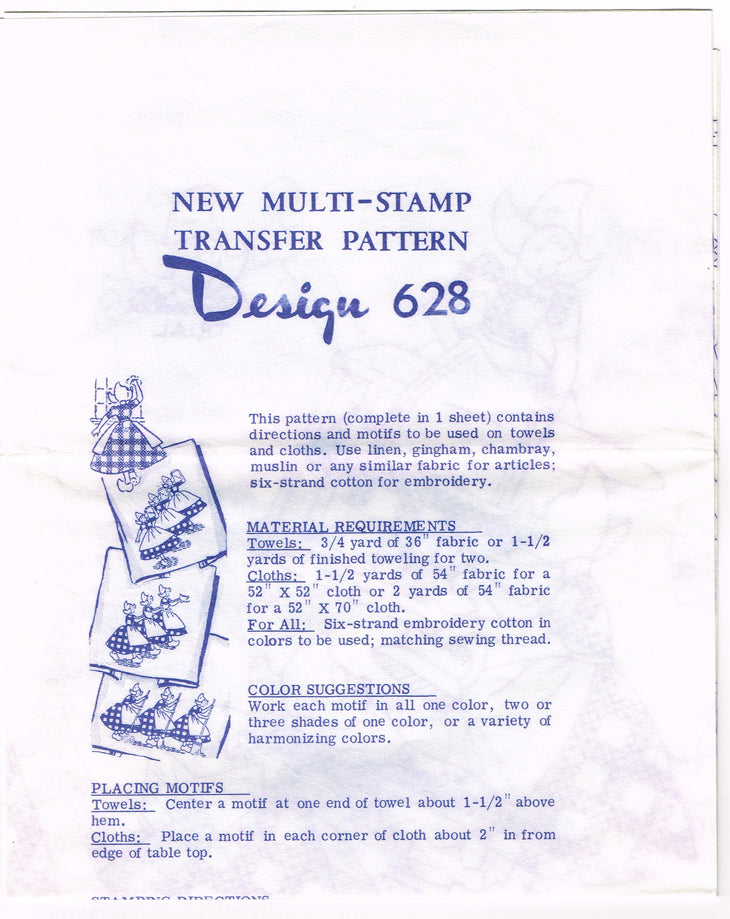 NEW MULTI-STAMP
TRANSFER PATTERN
Design 628
This pattern (complete in 1 sheet) contains
directions and motifs to be used on towels
and cloths. Use linen, gingham, chambray,
muslin or any similar fabric for articles;
six-strand cotton for embroidery.
MATERIAL REQUIREMENTS
Towels: 3/4 yard of 36" fabric or 1-1/2
yards of finished toweling for two.
Cloths: 1-1/2 yards of 54" fabric for a
52" X 52" cloth or 2 yards of 54" fabric
for a 52" X 70" cloth.
For All: Six-strand embroidery cotton in
colors to be used; matching sewing thread.
COLOR SUGGESTIONS
Work each motif in all one color, two or
three shades of one color, or a variety of
harmonizing colors.
PLACING MOTIFS
Towels: Center a motif at one end of towel about 1-1/2" above
hem.
Cloths: Place a motif in each corner of cloth about 2" in from
edge of table top.
STAMPING DIRECTIONS